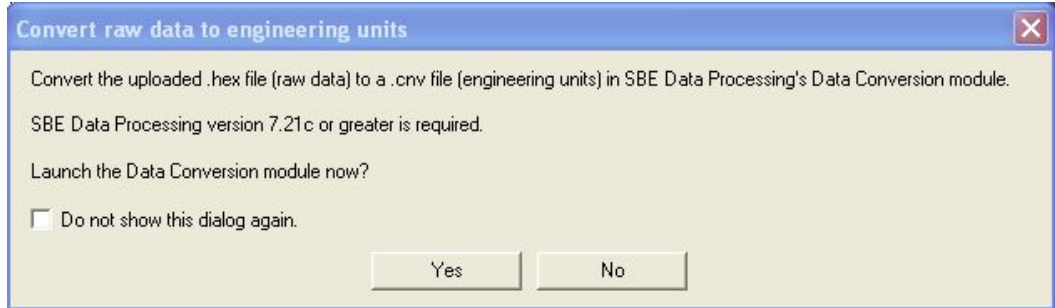 Convert raw data to engineering units
Convert the uploaded .hex file (raw data) to a .cnv file (engineering units) in SBE Data Processing's Data Conversion module.
SBE Data Processing version 7.21c or greater is required.
Launch the Data Conversion module now?
Do not show this dialog again.
Yes No